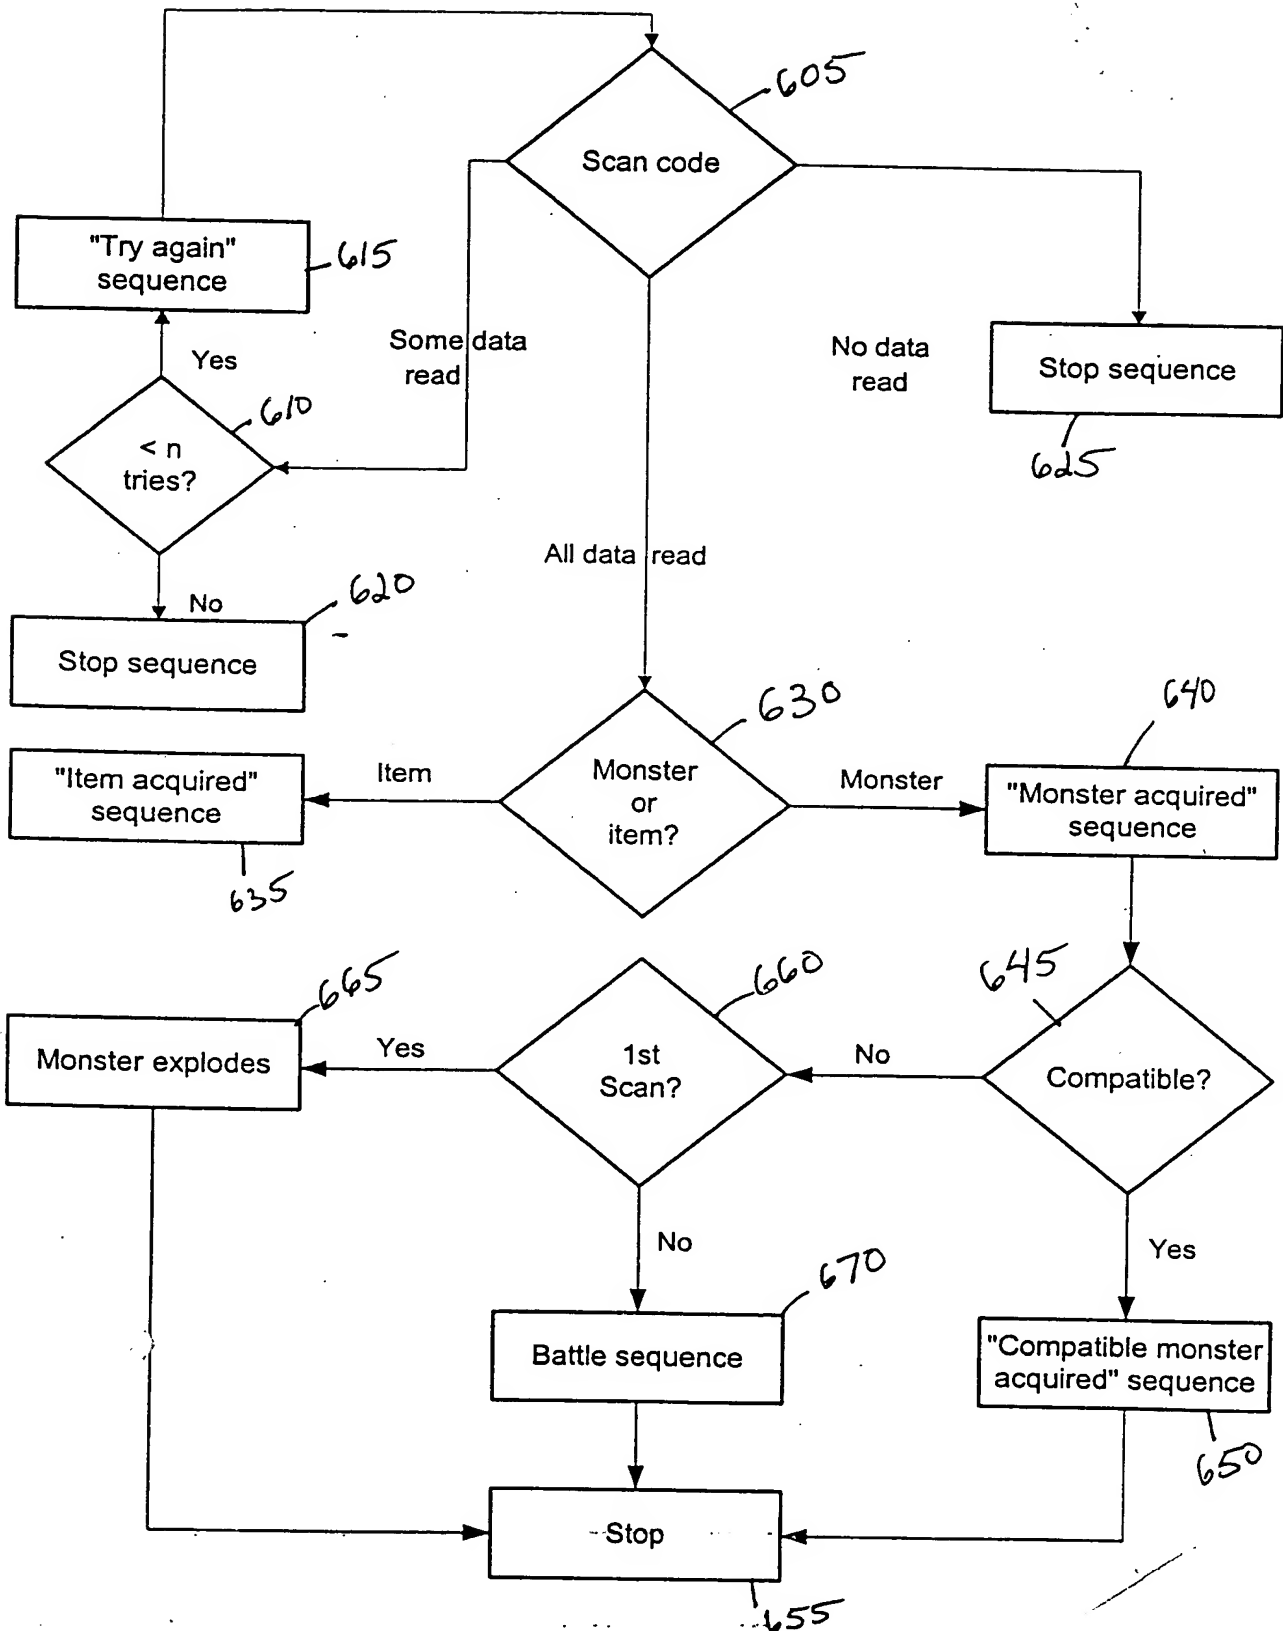 605
Scan code
"Try again"
sequence
615
Some data
read
No data
read
Stop sequence
625
Yes
610
< n
tries?
All data read
No
620
Stop sequence
630
640
"Item acquired"
sequence
635
Item
Monster
or
item?
Monster
"Monster acquired"
sequence
665
660
645
Monster explodes
Yes
1st
Scan?
No
Compatible?
No
Yes
670
Battle sequence
"Compatible monster
acquired" sequence
650
Stop
655